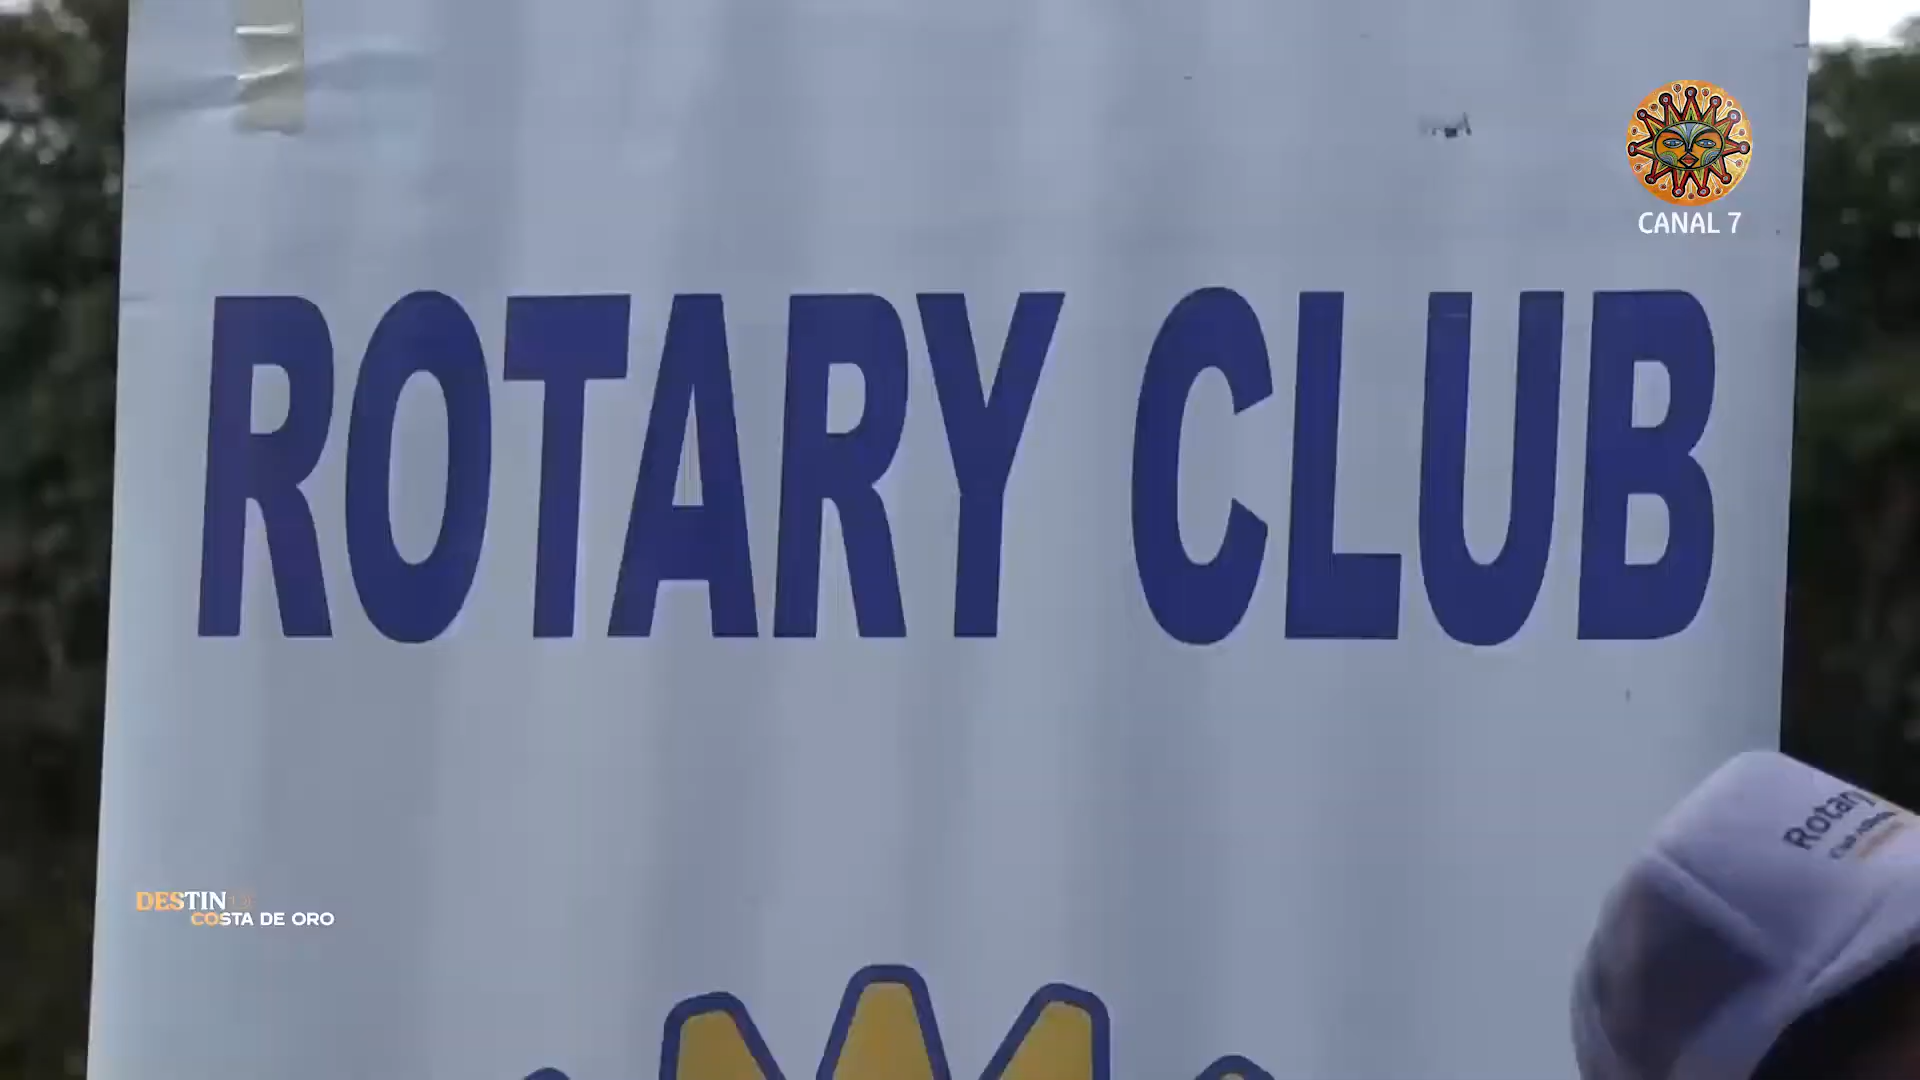 CANAL 7
ROTARY CLUB
Rotary
DESTINO
COSTA DE ORO